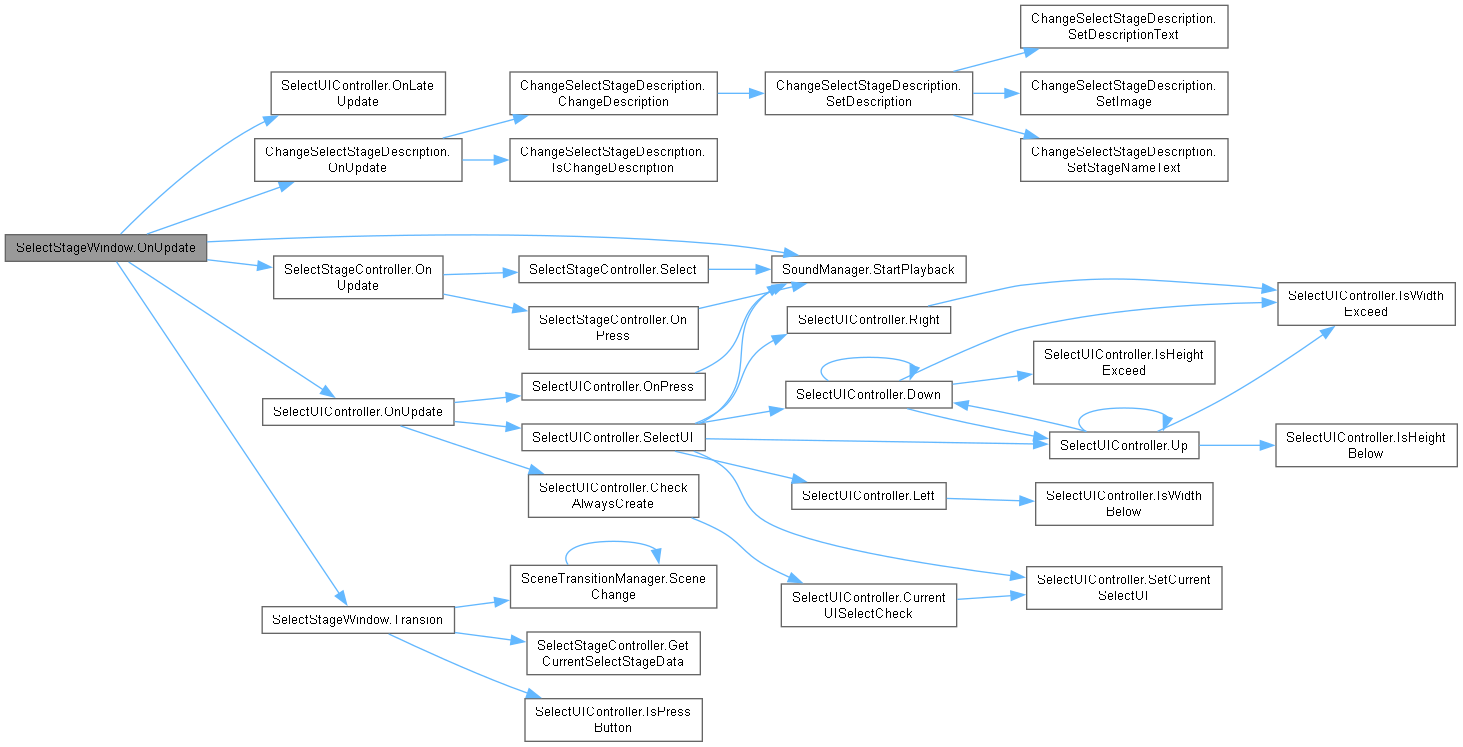 ChangeSelectStageDescription.
SetDescriptionText
SelectUIController.OnLate
Update
ChangeSelectStageDescription.
ChangeDescription
ChangeSelectStageDescription.
SetDescription
ChangeSelectStageDescription.
SetImage
ChangeSelectStageDescription.
OnUpdate
ChangeSelectStageDescription.
IsChangeDescription
ChangeSelectStageDescription.
SetStageNameText
SelectStageWindow.OnUpdate
SelectStageController.On
Update
SelectStageController.Select
SoundManager.StartPlayback
SelectStageController.On
Press
SelectUIController.Right
SelectUIController.IsWidth
Exceed
SelectUIController.OnPress
SelectUIController.Down
SelectUIController.IsHeight
Exceed
SelectUIController.OnUpdate
SelectUIController.SelectUI
SelectUIController.Up
SelectUIController.IsHeight
Below
SelectUIController.Check
AlwaysCreate
SelectUIController.Left
SelectUIController.IsWidth
Below
SceneTransitionManager.Scene
Change
SelectUIController.Current
UISelectCheck
SelectUIController.SetCurrent
SelectUI
SelectStageWindow.Transion
SelectStageController.Get
CurrentSelectStageData
SelectUIController.IsPress
Button